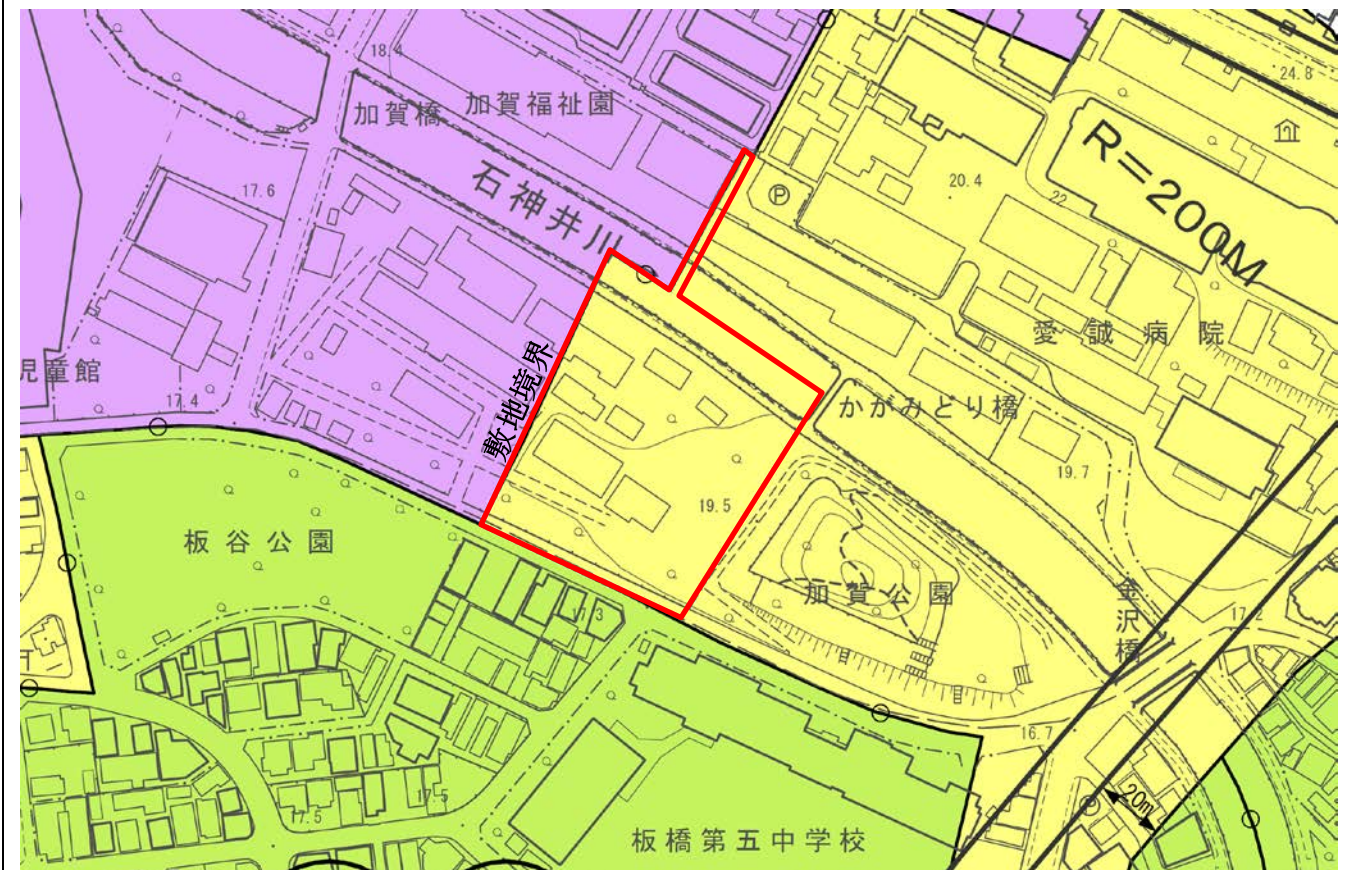 18.4
24.8
加賀橋
加賀福祉園
R=200M
17.6
石神井川
P
20.4
22
愛誠病院
児童館
17.4
敷地境界
かがみどり橋
19.7
19.5
板谷公園
17.3
加賀公園
金沢橋
17.2
16.7
17.5
17.5
20m
P
板橋第五中学校